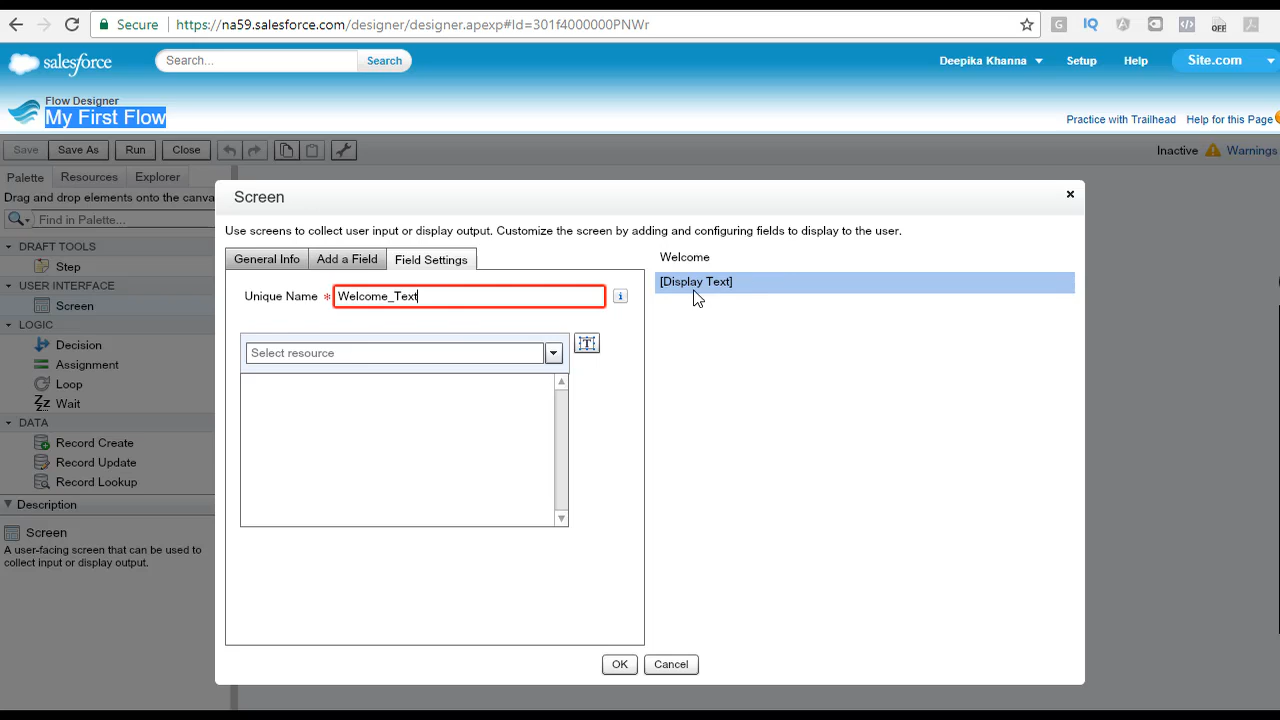 Secure
https://na59.salesforce.com/designer/designer.apexp#Id=301f4000000PNWr
G IQ OFF
salesforce Search... Search Deepika Khanna Setup Help Site.com
Flow Designer
My First Flow
Practice with Trailhead Help for this Page
Save Save As Run Close Inactive Warnings
Palette Resources Explorer
Drag and drop elements onto the canva
Find in Palette...
DRAFT TOOLS
Step
USER INTERFACE
Screen
LOGIC
Decision
Assignment
Loop
Zzz Wait
DATA
Record Create
Record Update
Record Lookup
Description
Screen
A user-facing screen that can be used to
collect input or display output.
Screen
Use screens to collect user input or display output. Customize the screen by adding and configuring fields to display to the user.
General Info Add a Field Field Settings
Unique Name * Welcome_Text i
Select resource T
Welcome
[Display Text]
OK Cancel